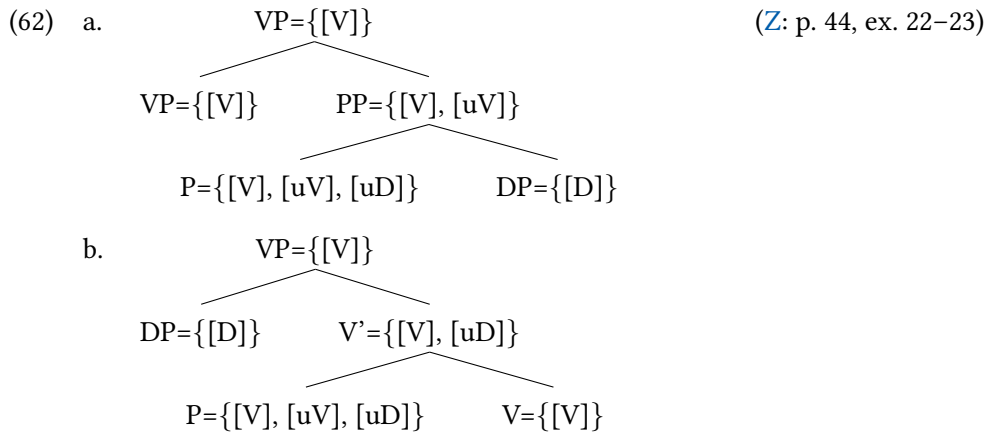 (62) a. VP={[V]} (Z: p. 44, ex. 22–23)
VP={[V]} PP={[V], [uV]}
P={[V], [uV], [uD]} DP={[D]}
b. VP={[V]}
DP={[D]} V’={[V], [uD]}
P={[V], [uV], [uD]} V={[V]}